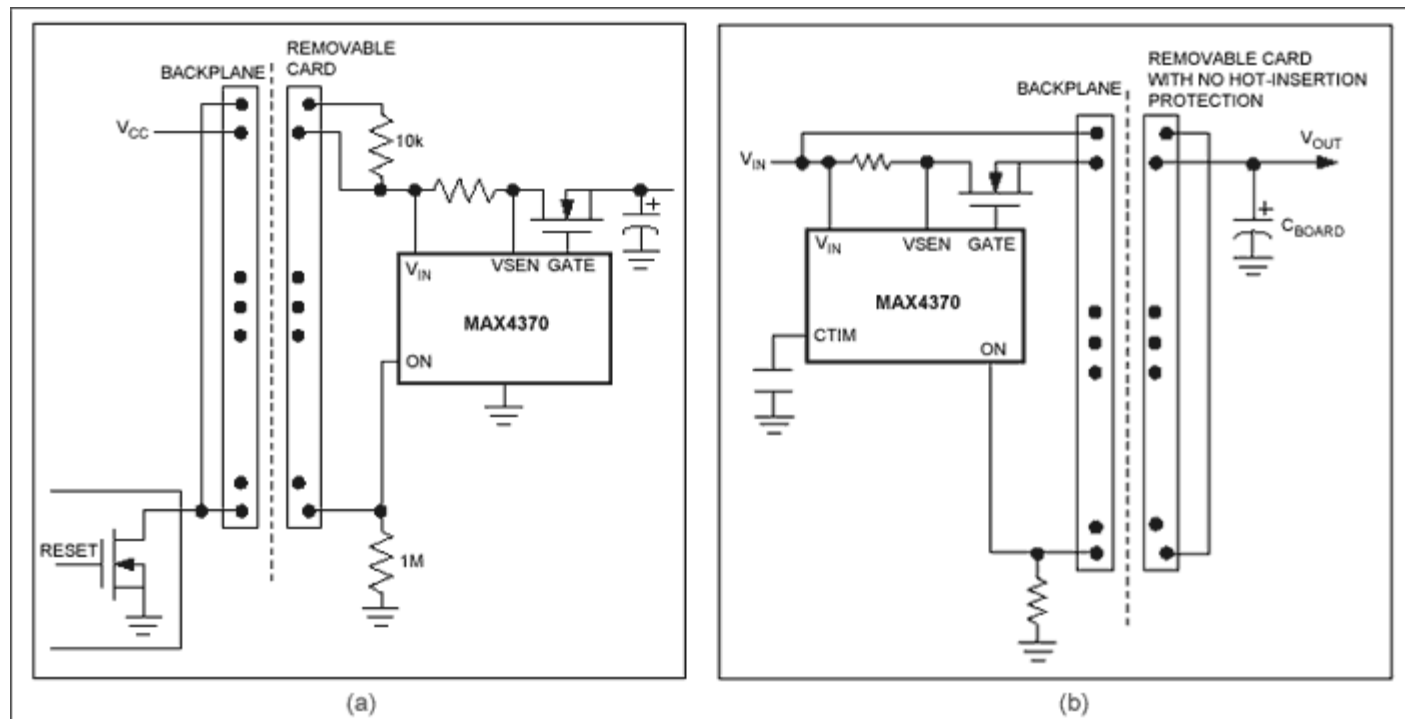 REMOVABLE
CARD
BACKPLANE
VCC
10k
+
VIN
VSEN
GATE
MAX4370
ON
RESET
1M
(a)
REMOVABLE CARD
WITH NO HOT-INSERTION
PROTECTION
BACKPLANE
VIN
VOUT
+
CBOARD
VIN
VSEN
GATE
MAX4370
CTIM
ON
(b)